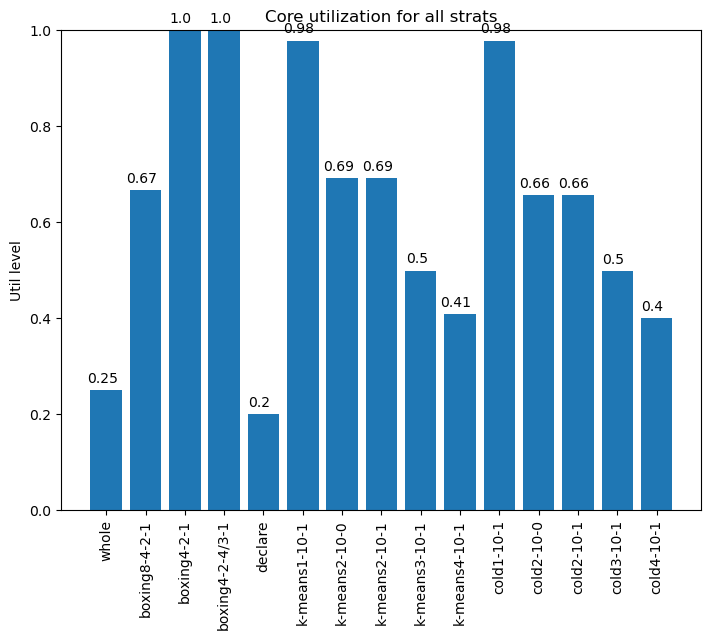 Core utilization for all strats
Util level
1.0
0.8
0.6
0.4
0.2
0.0
0.25
0.67
1.0
1.0
0.2
0.98
0.69
0.69
0.5
0.41
0.98
0.66
0.66
0.5
0.4
whole
boxing8-4-2-1
boxing4-2-1
boxing4-2-4/3-1
declare
k-means1-10-1
k-means2-10-0
k-means2-10-1
k-means3-10-1
k-means4-10-1
cold1-10-1
cold2-10-0
cold2-10-1
cold3-10-1
cold4-10-1